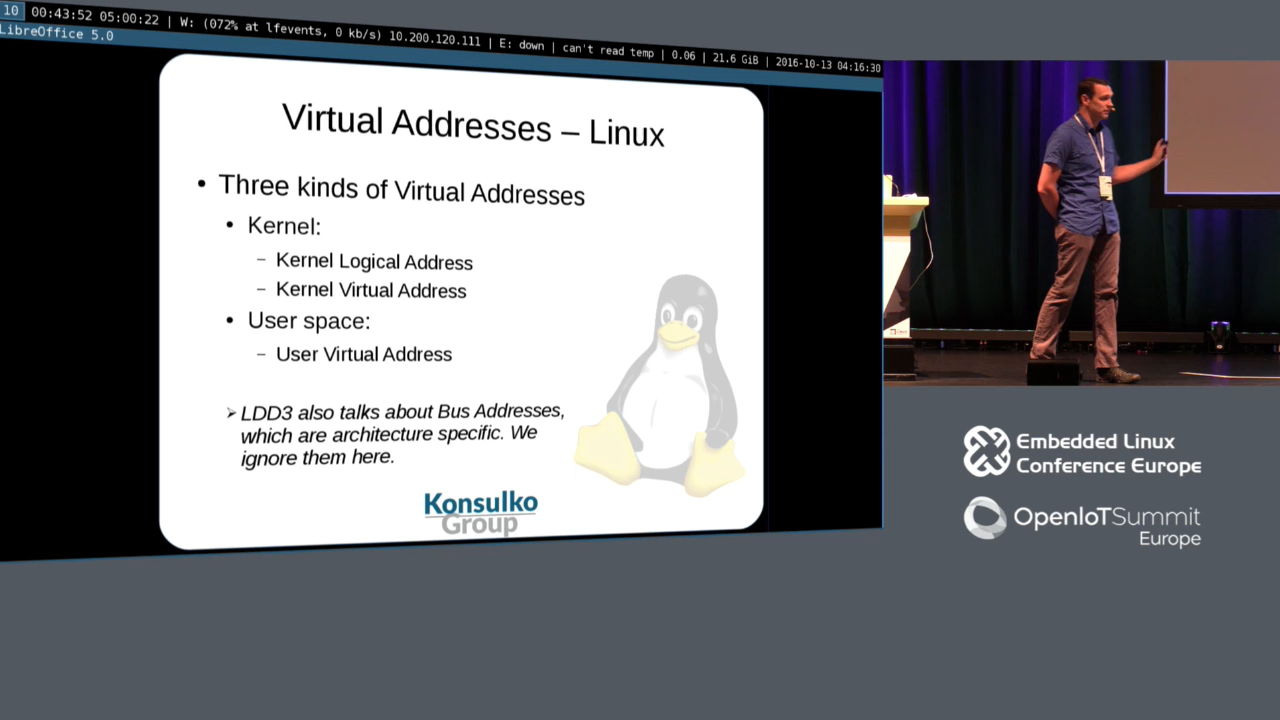 10 00:43:52 05:00:22 | W: (072% at lfevents, 0 kb/s) 10.200.120.111 | E: down | can't read temp | 0.06 | 21.6 GiB | 2016-10-13 04:16:30
LibreOffice 5.0
Virtual Addresses – Linux
• Three kinds of Virtual Addresses
• Kernel:
– Kernel Logical Address
– Kernel Virtual Address
• User space:
– User Virtual Address
➢ LDD3 also talks about Bus Addresses,
which are architecture specific. We
ignore them here.
Konsulko
Group
Embedded Linux
Conference Europe
OpenIoTSummit
Europe